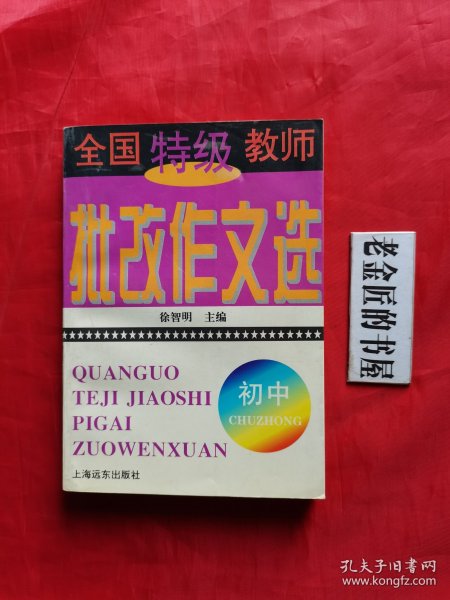 全国特级教师
批改作文选
徐智明 主编
QUANGUO
TEJI JIAOSHI
PIGAI
ZUOWENXUAN
初中
CHUZHONG
上海远东出版社
老金匠的书屋
孔夫子旧书网
www.kongfz.com